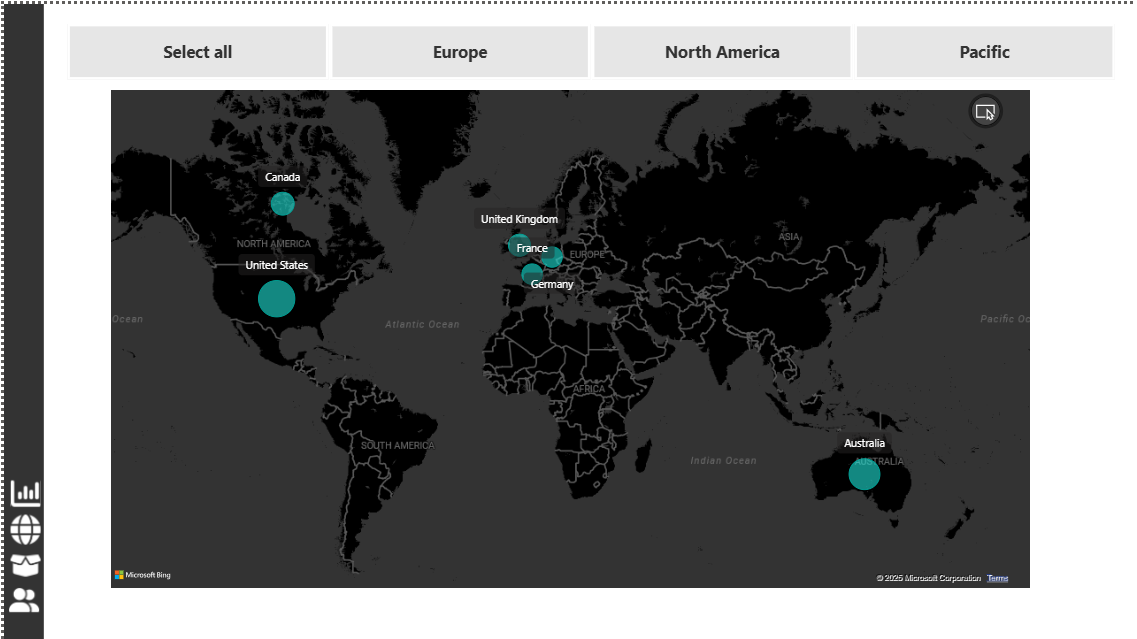 Select all
Europe
North America
Pacific
Canada
United Kingdom
NORTH AMERICA
ASIA
France
EUROPE
United States
Germany
Ocean
Atlantic Ocean
Pacific Oc
AFRICA
SOUTH AMERICA
Australia
Indian Ocean
AUSTRALIA
Microsoft Bing
© 2025 Microsoft Corporation Terms